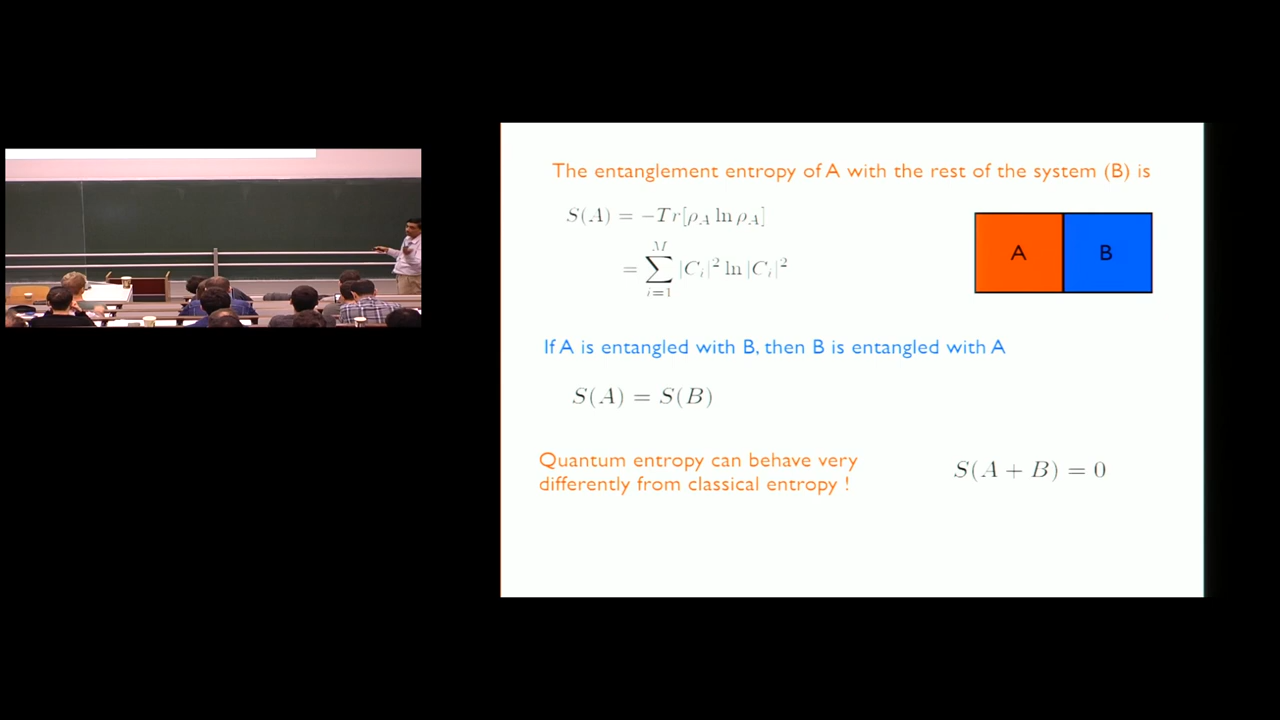 The entanglement entropy of A with the rest of the system (B) is
S(A) = −Tr[ρ_A ln ρ_A]
= ∑_{i=1}^{M} |C_i|² ln |C_i|²
A B
If A is entangled with B, then B is entangled with A
S(A) = S(B)
Quantum entropy can behave very
differently from classical entropy !
S(A + B) = 0